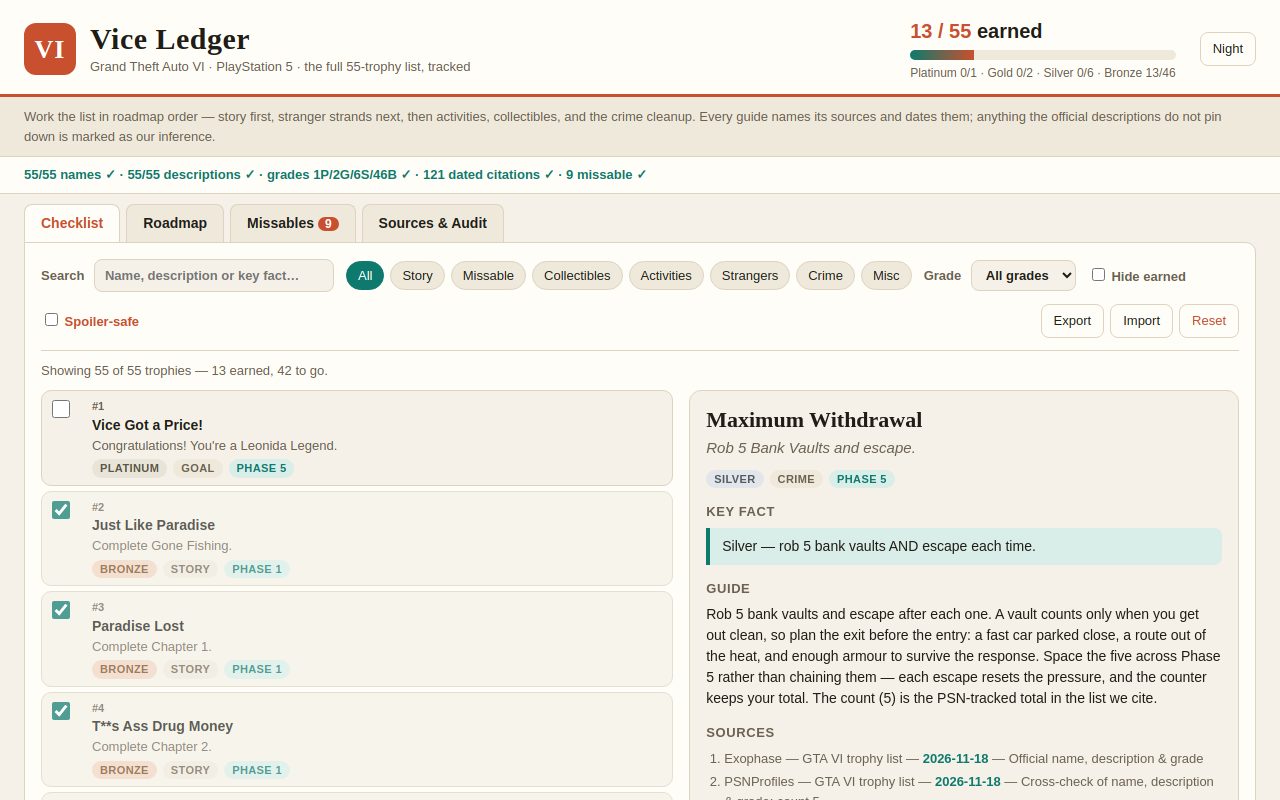 VI
Vice Ledger
Grand Theft Auto VI · PlayStation 5 · the full 55-trophy list, tracked
13 / 55 earned
Platinum 0/1 · Gold 0/2 · Silver 0/6 · Bronze 13/46
Night
Work the list in roadmap order — story first, stranger strands next, then activities, collectibles, and the crime cleanup. Every guide names its sources and dates them; anything the official descriptions do not pin
down is marked as our inference.
55/55 names ✓ · 55/55 descriptions ✓ · grades 1P/2G/6S/46B ✓ · 121 dated citations ✓ · 9 missable ✓
Checklist
Roadmap
Missables 9
Sources & Audit
Search
Name, description or key fact…
All
Story
Missable
Collectibles
Activities
Strangers
Crime
Misc
Grade
All grades
Hide earned
Spoiler-safe
Export
Import
Reset
Showing 55 of 55 trophies — 13 earned, 42 to go.
#1
Vice Got a Price!
Congratulations! You're a Leonida Legend.
PLATINUM GOAL PHASE 5
#2
Just Like Paradise
Complete Gone Fishing.
BRONZE STORY PHASE 1
#3
Paradise Lost
Complete Chapter 1.
BRONZE STORY PHASE 1
#4
T**s Ass Drug Money
Complete Chapter 2.
BRONZE STORY PHASE 1
Maximum Withdrawal
Rob 5 Bank Vaults and escape.
SILVER CRIME PHASE 5
KEY FACT
Silver — rob 5 bank vaults AND escape each time.
GUIDE
Rob 5 bank vaults and escape after each one. A vault counts only when you get
out clean, so plan the exit before the entry: a fast car parked close, a route out of
the heat, and enough armour to survive the response. Space the five across Phase
5 rather than chaining them — each escape resets the pressure, and the counter
keeps your total. The count (5) is the PSN-tracked total in the list we cite.
SOURCES
1. Exophase — GTA VI trophy list — 2026-11-18 — Official name, description & grade
2. PSNProfiles — GTA VI trophy list — 2026-11-18 — Cross-check of name, description
& grade; count 5